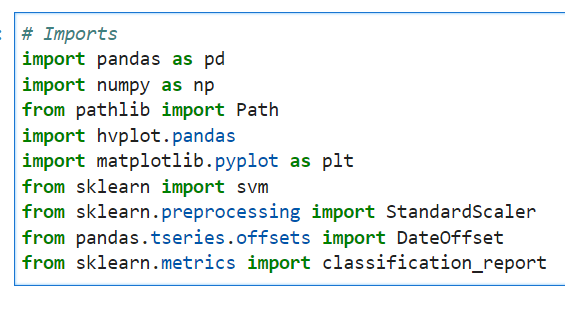 # Imports
import pandas as pd
import numpy as np
from pathlib import Path
import hvplot.pandas
import matplotlib.pyplot as plt
from sklearn import svm
from sklearn.preprocessing import StandardScaler
from pandas.tseries.offsets import DateOffset
from sklearn.metrics import classification_report